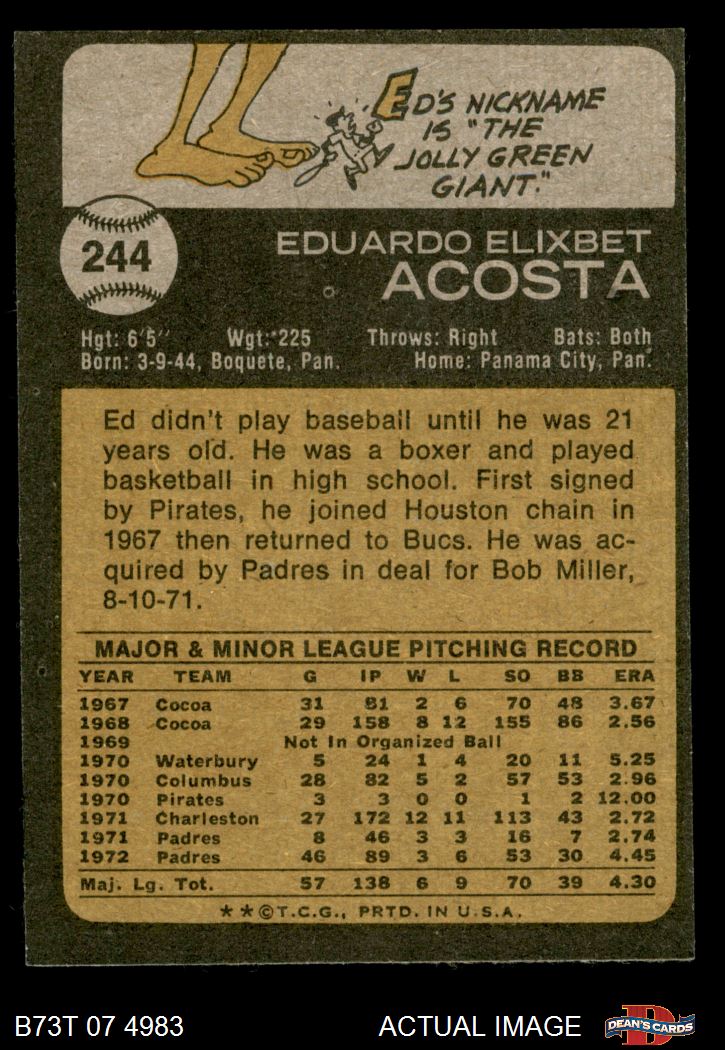 ED'S NICKNAME
IS "THE
JOLLY GREEN
GIANT."
244
EDUARDO ELIXBET
ACOSTA
Hgt: 6'5" Wgt: 225 Throws: Right Bats: Both
Born: 3-9-44, Boquete, Pan. Home: Panama City, Pan.
Ed didn't play baseball until he was 21
years old. He was a boxer and played
basketball in high school. First signed
by Pirates, he joined Houston chain in
1967 then returned to Bucs. He was ac-
quired by Padres in deal for Bob Miller,
8-10-71.
MAJOR & MINOR LEAGUE PITCHING RECORD
YEAR TEAM G IP W L SO BB ERA
1967 Cocoa 31 81 2 6 70 48 3.67
1968 Cocoa 29 158 8 12 155 86 2.56
1969 Not In Organized Ball
1970 Waterbury 5 24 1 4 20 11 5.25
1970 Columbus 28 82 5 2 57 53 2.96
1970 Pirates 3 3 0 0 1 2 12.00
1971 Charleston 27 172 12 11 113 43 2.72
1971 Padres 8 46 3 3 16 7 2.74
1972 Padres 46 89 3 6 53 30 4.45
Maj. Lg. Tot. 57 138 6 9 70 39 4.30
**©T.C.G., PRTD. IN U.S.A.
B73T 07 4983 ACTUAL IMAGE DEAN'S CARDS